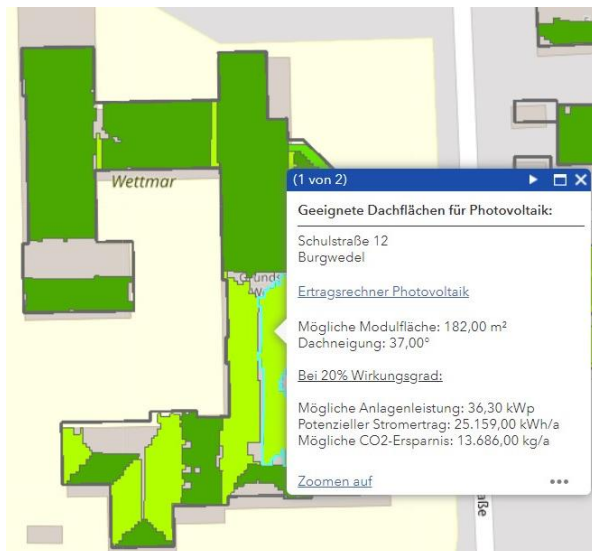 Wettmar
(1 von 2)
Geeignete Dachflächen für Photovoltaik:
Schulstraße 12
Burgwedel
Ertragsrechner Photovoltaik
Mögliche Modulfläche: 182,00 m²
Dachneigung: 37,00°
Bei 20% Wirkungsgrad:
Mögliche Anlagenleistung: 36,30 kWp
Potenzieller Stromertrag: 25.159,00 kWh/a
Mögliche CO2-Ersparnis: 13.686,00 kg/a
Zoomen auf